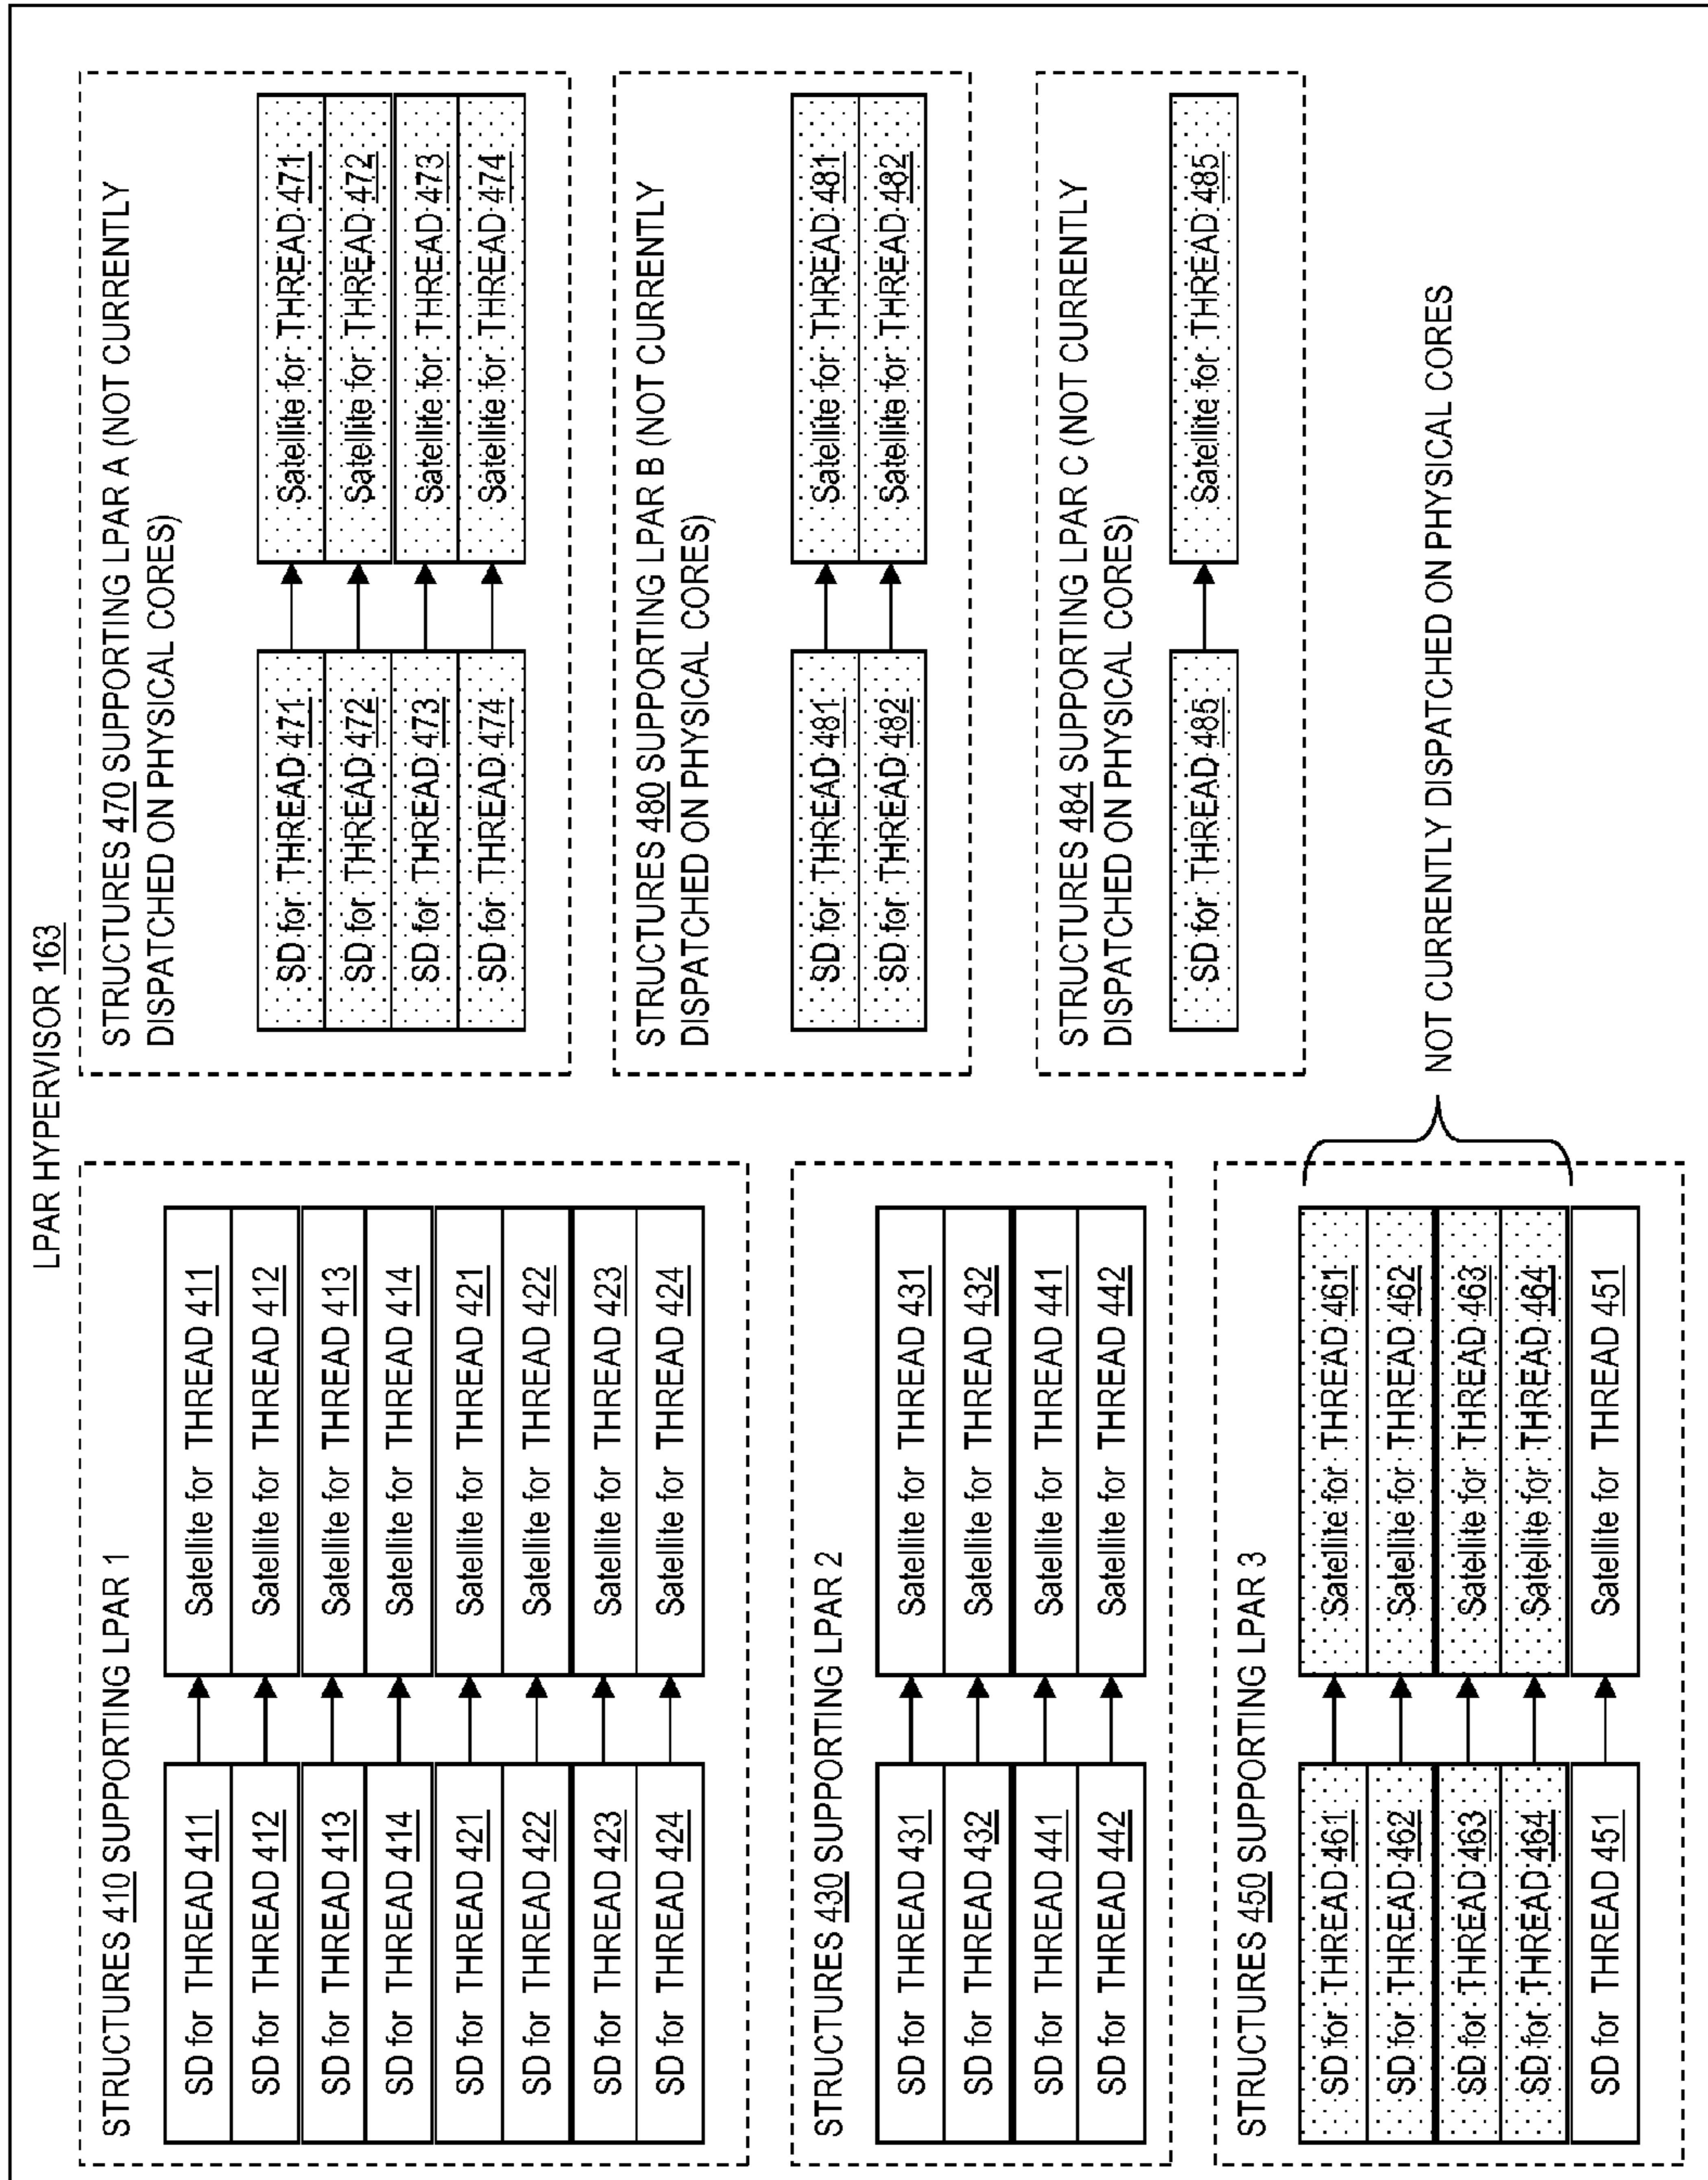 LPAR HYPERVISOR 163
STRUCTURES 410 SUPPORTING LPAR 1
SD for THREAD 411
Satellite for THREAD 411
SD for THREAD 412
Satellite for THREAD 412
SD for THREAD 413
Satellite for THREAD 413
SD for THREAD 414
Satellite for THREAD 414
SD for THREAD 421
Satellite for THREAD 421
SD for THREAD 422
Satellite for THREAD 422
SD for THREAD 423
Satellite for THREAD 423
SD for THREAD 424
Satellite for THREAD 424
STRUCTURES 430 SUPPORTING LPAR 2
SD for THREAD 431
Satellite for THREAD 431
SD for THREAD 432
Satellite for THREAD 432
SD for THREAD 441
Satellite for THREAD 441
SD for THREAD 442
Satellite for THREAD 442
STRUCTURES 450 SUPPORTING LPAR 3
SD for THREAD 461
Satellite for THREAD 461
SD for THREAD 462
Satellite for THREAD 462
SD for THREAD 463
Satellite for THREAD 463
SD for THREAD 464
Satellite for THREAD 464
SD for THREAD 451
Satellite for THREAD 451
STRUCTURES 470 SUPPORTING LPAR A (NOT CURRENTLY
DISPATCHED ON PHYSICAL CORES)
SD for THREAD 471
Satellite for THREAD 471
SD for THREAD 472
Satellite for THREAD 472
SD for THREAD 473
Satellite for THREAD 473
SD for THREAD 474
Satellite for THREAD 474
STRUCTURES 480 SUPPORTING LPAR B (NOT CURRENTLY
DISPATCHED ON PHYSICAL CORES)
SD for THREAD 481
Satellite for THREAD 481
SD for THREAD 482
Satellite for THREAD 482
STRUCTURES 484 SUPPORTING LPAR C (NOT CURRENTLY
DISPATCHED ON PHYSICAL CORES)
SD for THREAD 485
Satellite for THREAD 485
NOT CURRENTLY DISPATCHED ON PHYSICAL CORES